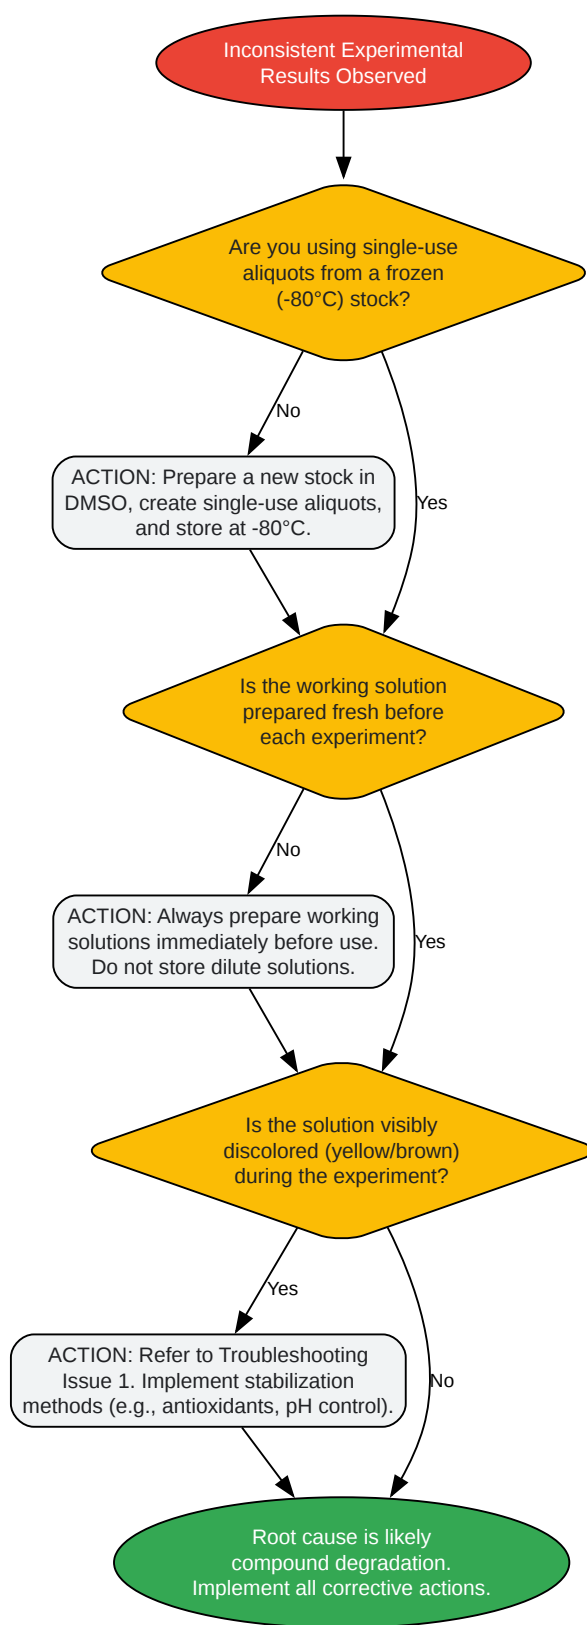 Inconsistent Experimental
Results Observed
Are you using single-use
aliquots from a frozen
(-80°C) stock?
No
Yes
ACTION: Prepare a new stock in
DMSO, create single-use aliquots,
and store at -80°C.
Is the working solution
prepared fresh before
each experiment?
No
Yes
ACTION: Always prepare working
solutions immediately before use.
Do not store dilute solutions.
Is the solution visibly
discolored (yellow/brown)
during the experiment?
Yes
No
ACTION: Refer to Troubleshooting
Issue 1. Implement stabilization
methods (e.g., antioxidants, pH control).
Root cause is likely
compound degradation.
Implement all corrective actions.